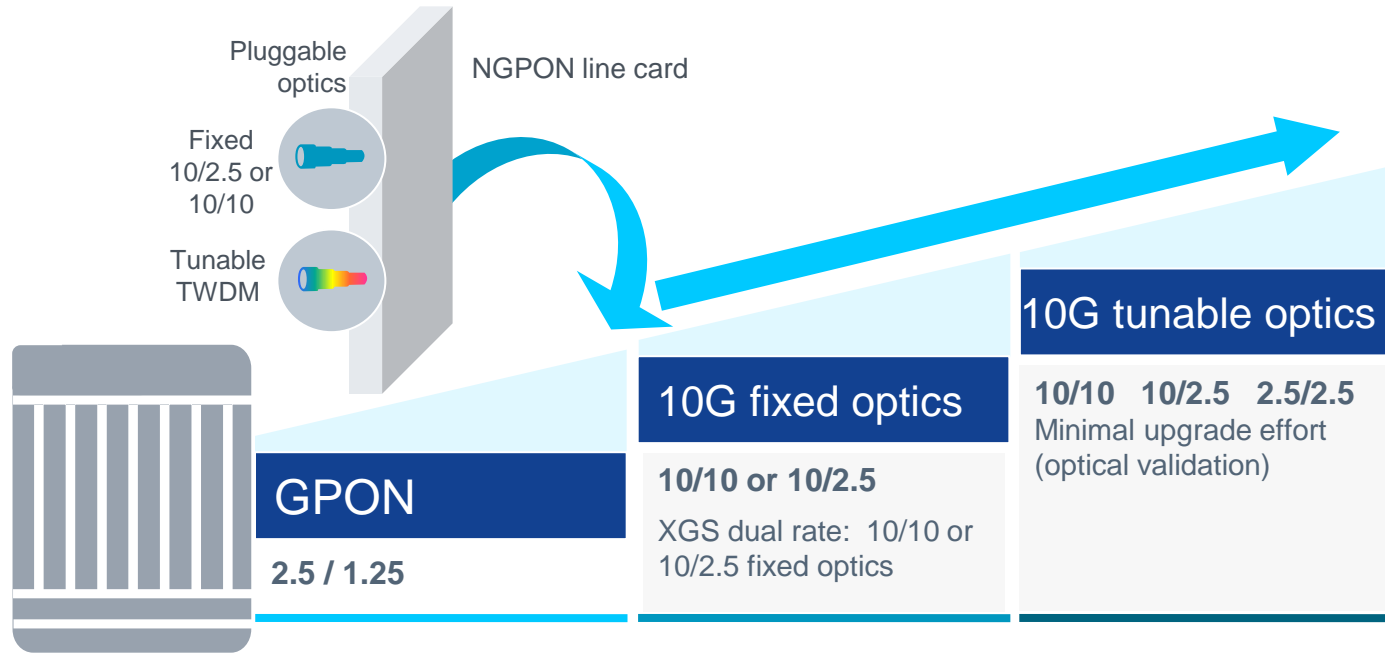 Pluggable
optics
NGPON line card
Fixed
10/2.5 or
10/10
Tunable
TWDM
GPON
2.5 / 1.25
10G fixed optics
10/10 or 10/2.5
XGS dual rate:  10/10 or
10/2.5 fixed optics
10G tunable optics
10/10   10/2.5   2.5/2.5
Minimal upgrade effort
(optical validation)